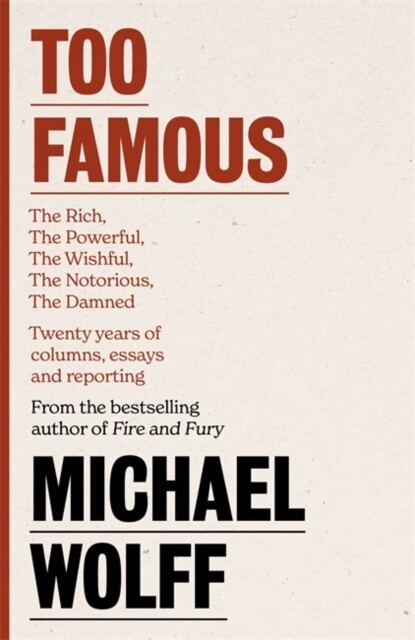 TOO
FAMOUS
The Rich,
The Powerful,
The Wishful,
The Notorious,
The Damned
Twenty years of
columns, essays
and reporting
From the bestselling
author of Fire and Fury
MICHAEL
WOLFF